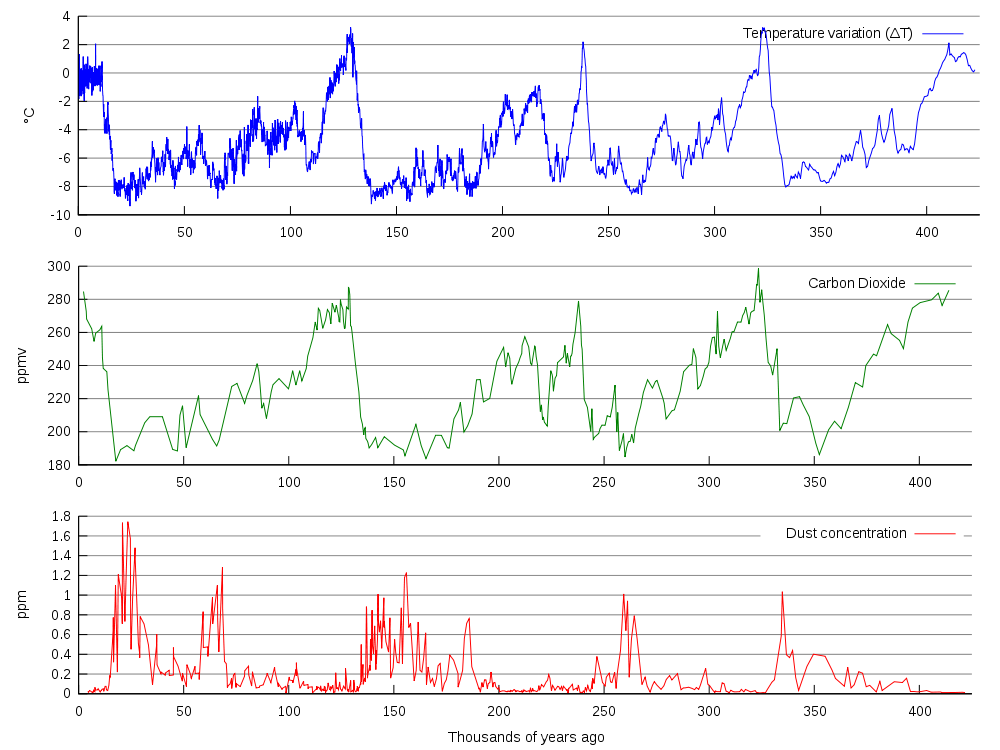 4
2
0
-2
-4
-6
-8
-10
°C
Temperature variation (ΔT)
0 50 100 150 200 250 300 350 400
300
280
260
240
220
200
180
ppmv
Carbon Dioxide
0 50 100 150 200 250 300 350 400
1.8
1.6
1.4
1.2
1
0.8
0.6
0.4
0.2
0
ppm
Dust concentration
0 50 100 150 200 250 300 350 400
Thousands of years ago